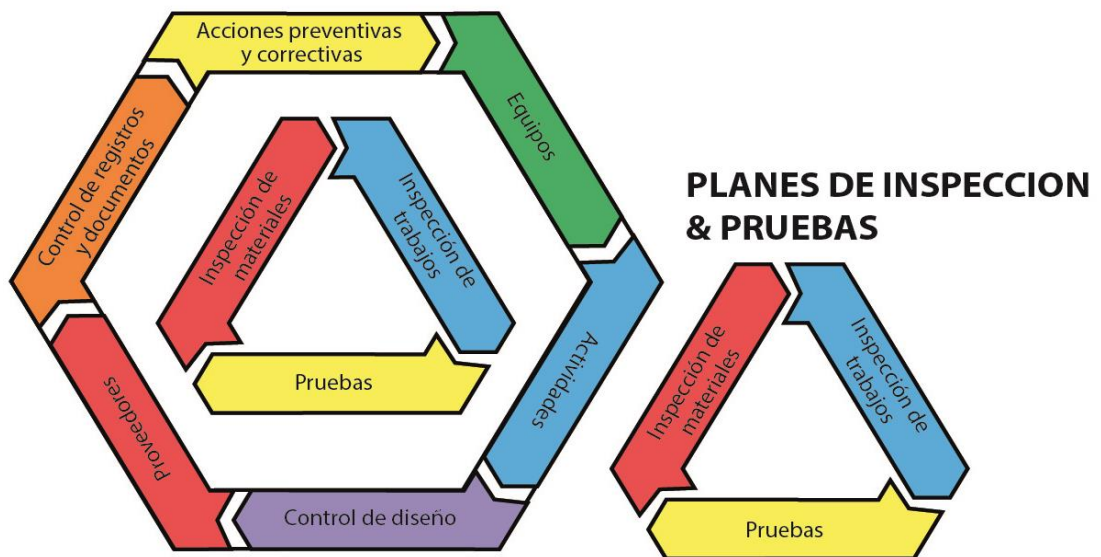 Acciones preventivas
y correctivas
Equipos
Control de registros
y documentos
Inspección de
materiales
Inspección de
trabajos
Pruebas
Actividades
Proveedores
Control de diseño
PLANES DE INSPECCION
& PRUEBAS
Inspección de
materiales
Inspección de
trabajos
Pruebas